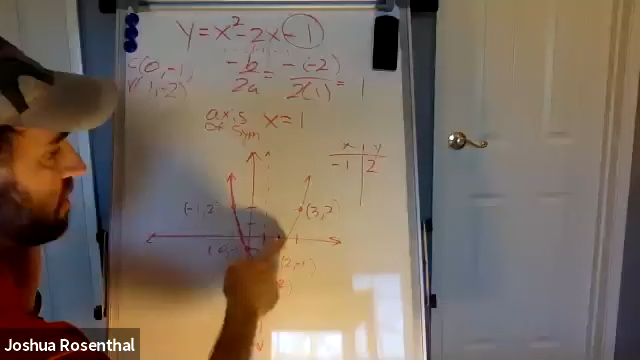 y = x² - 2x - 1
(0, -1)
V(1, -2)
-b/2a = -(-2)/2(1) = 1
axis of sym x = 1
x | y
-1 | 2
(-1, 2)
(3, 2)
(2, -1)
Joshua Rosenthal